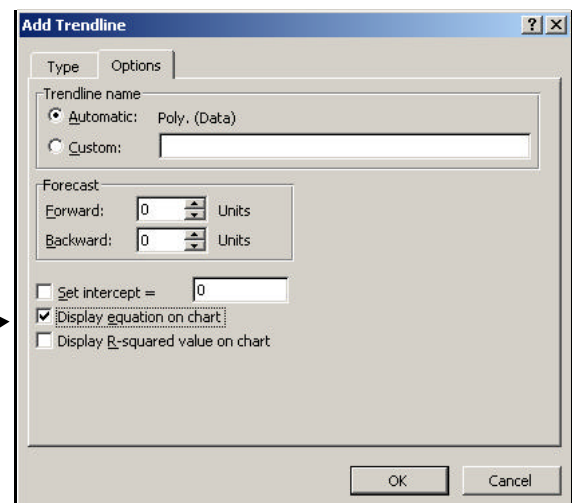 Add Trendline
Type Options
Trendline name
Automatic: Poly. (Data)
Custom:
Forecast
Forward: 0 Units
Backward: 0 Units
Set intercept = 0
Display equation on chart
Display R-squared value on chart
OK Cancel